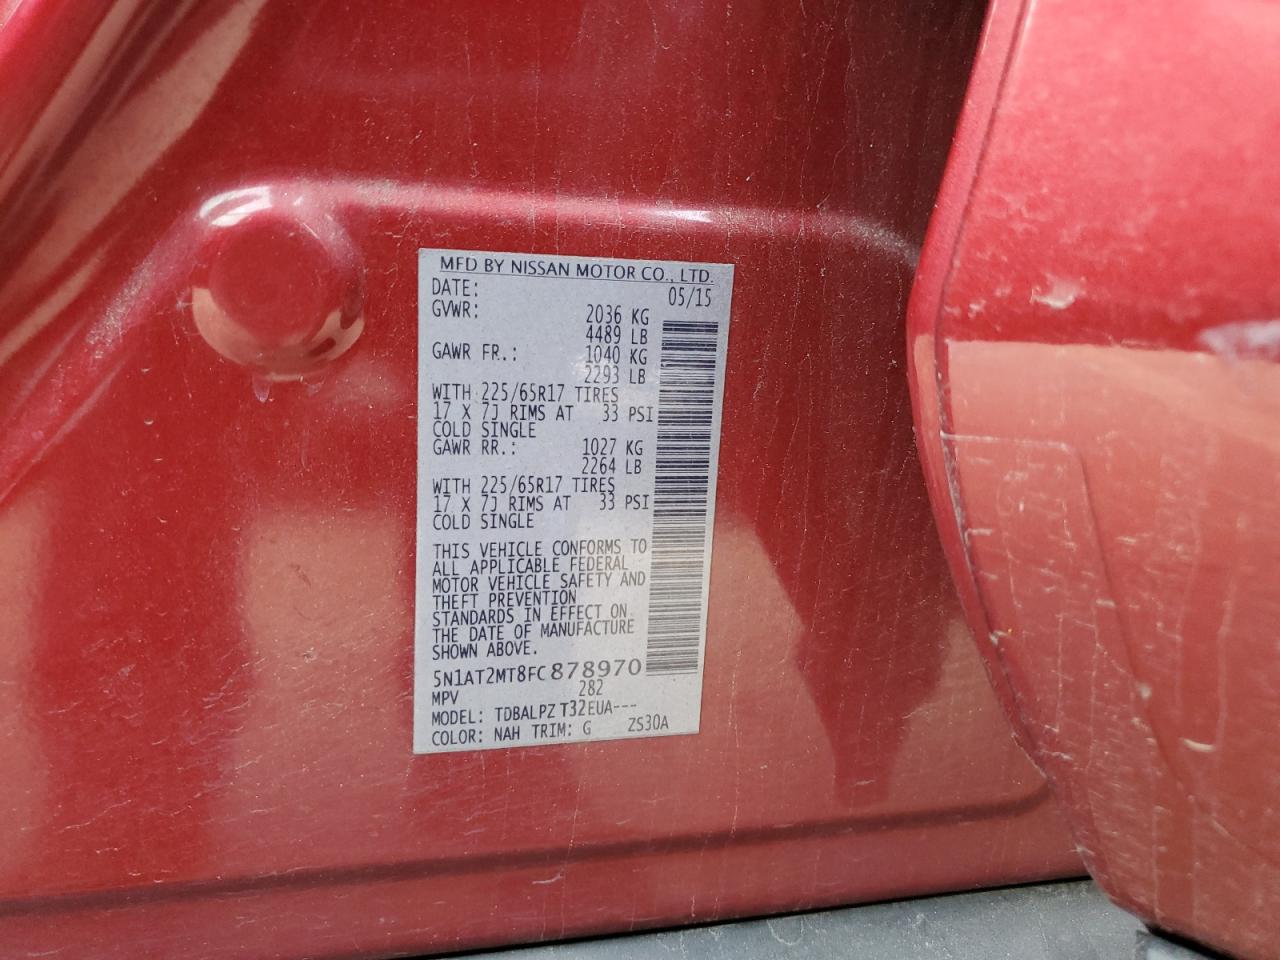 MFD BY NISSAN MOTOR CO., LTD.
DATE: 05/15
GVWR: 2036 KG
4489 LB
GAWR FR.: 1040 KG
2293 LB
WITH 225/65R17 TIRES
17 X 7J RIMS AT 33 PSI
COLD SINGLE
GAWR RR.: 1027 KG
2264 LB
WITH 225/65R17 TIRES
17 X 7J RIMS AT 33 PSI
COLD SINGLE
THIS VEHICLE CONFORMS TO
ALL APPLICABLE FEDERAL
MOTOR VEHICLE SAFETY AND
THEFT PREVENTION
STANDARDS IN EFFECT ON
THE DATE OF MANUFACTURE
SHOWN ABOVE.
5N1AT2MT8FC878970
MPV 282
MODEL: TDBALPZ T32EUA---
COLOR: NAH TRIM: G ZS30A